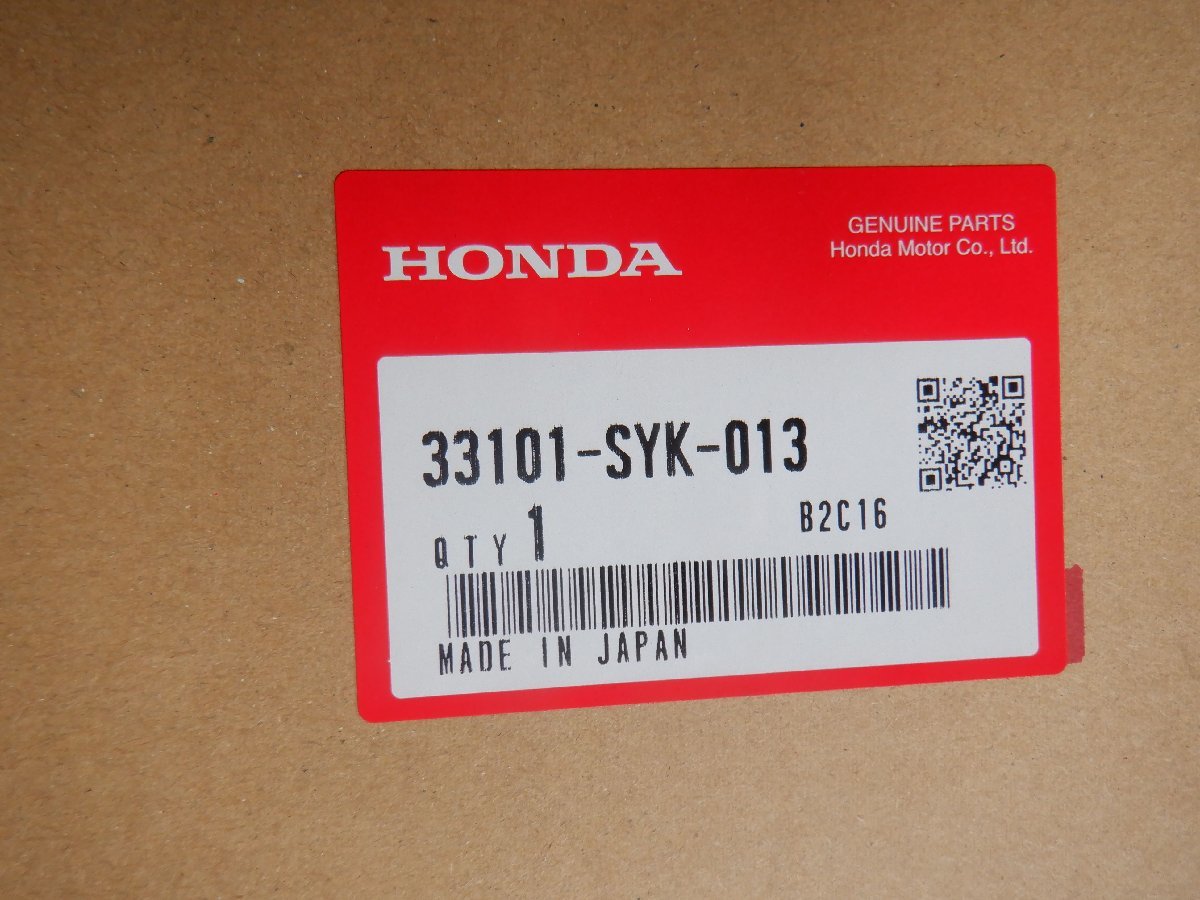 HONDA
GENUINE PARTS
Honda Motor Co., Ltd.
33101-SYK-013
QTY 1
B2C16
MADE IN JAPAN